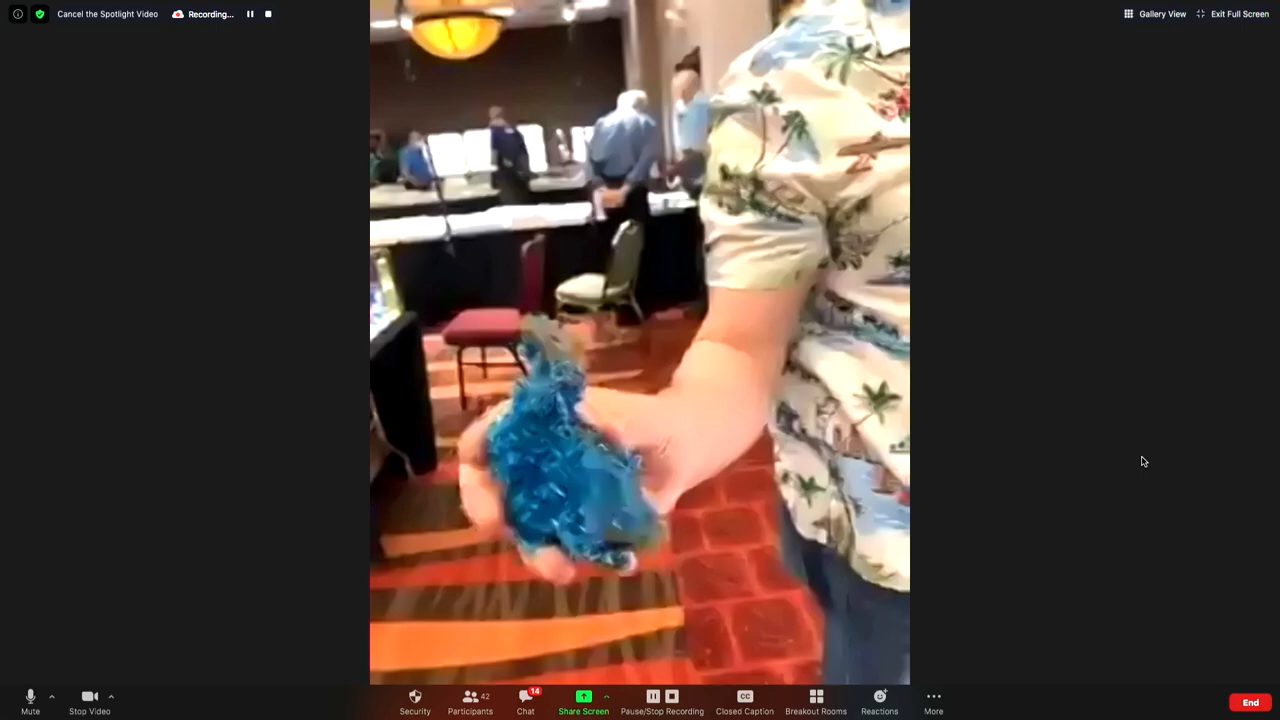 Cancel the Spotlight Video
Recording...
Gallery View
Exit Full Screen
Mute
Stop Video
Security
Participants
42
Chat
14
Share Screen
Pause/Stop Recording
CC
Closed Caption
Breakout Rooms
Reactions
More
End